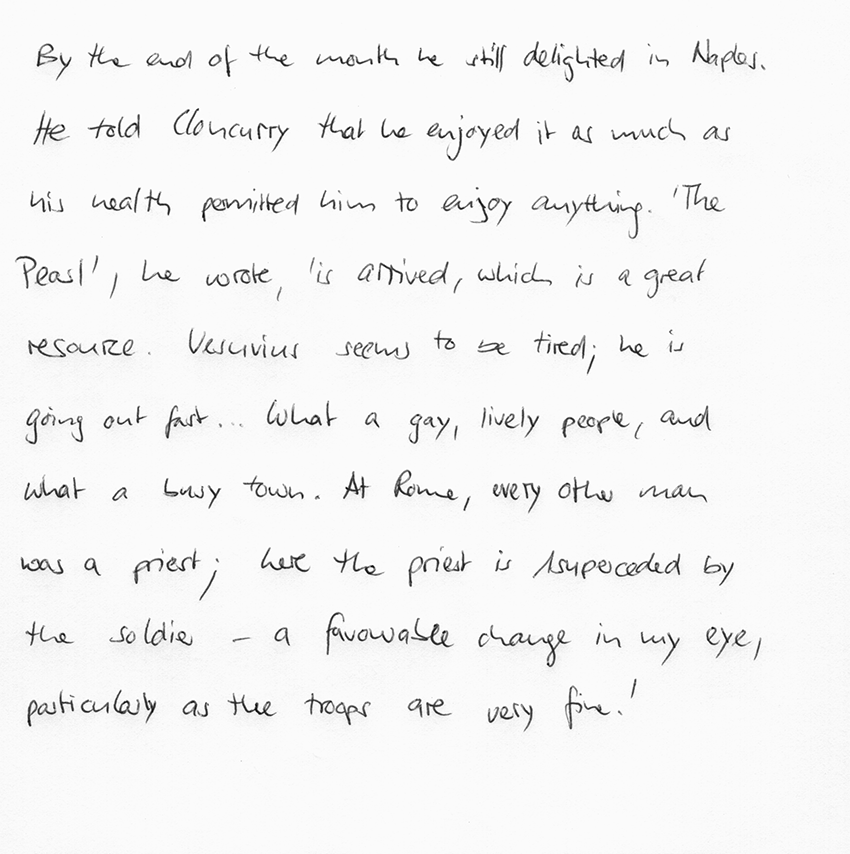 By the end of the month he still delighted in Naples.
He told Cloncurry that he enjoyed it as much as
his health permitted him to enjoy anything. 'The
Pearl', he wrote, 'is arrived, which is a great
resource. Vesuvius seems to be tired; he is
going out fast... What a gay, lively people, and
what a busy town. At Rome, every other man
was a priest; here the priest is superceded by
the soldier - a favourable change in my eye,
particularly as the troops are very fine.'